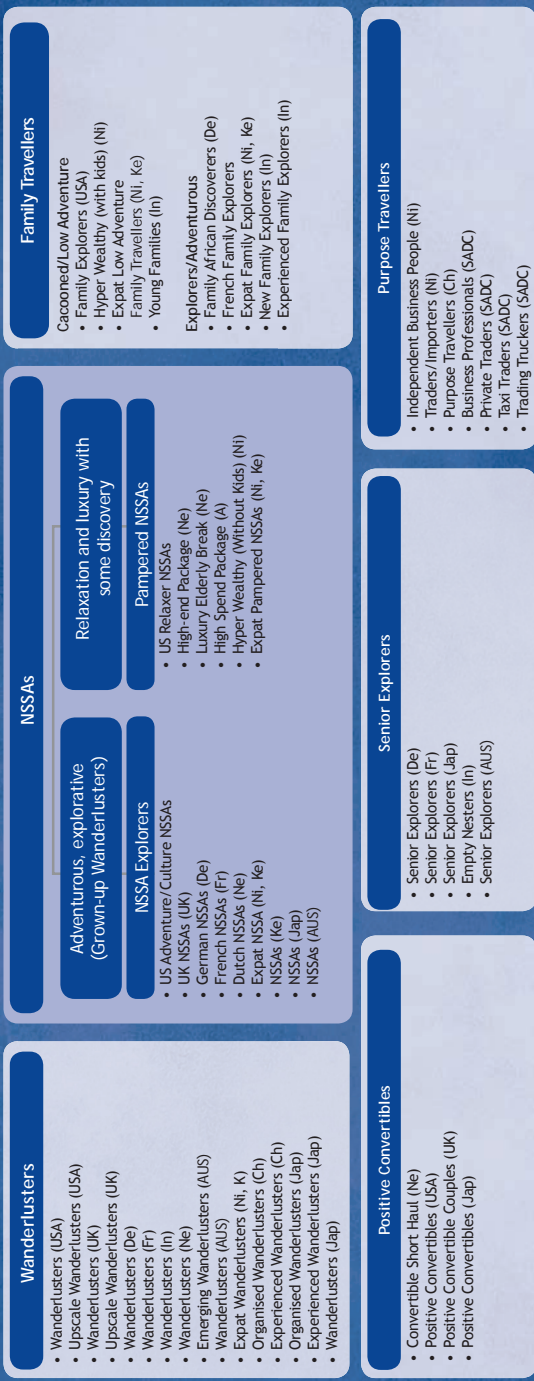 Wanderlusters
• Wanderlusters (USA)
• Upscale Wanderlusters (USA)
• Wanderlusters (UK)
• Upscale Wanderlusters (UK)
• Wanderlusters (De)
• Wanderlusters (Fr)
• Wanderlusters (In)
• Wanderlusters (Ne)
• Emerging Wanderlusters (AUS)
• Wanderlusters (AUS)
• Expat Wanderlusters (Ni, K)
• Organised Wanderlusters (Ch)
• Experienced Wanderlusters (Ch)
• Organised Wanderlusters (Jap)
• Experienced Wanderlusters (Jap)
• Wanderlusters (Jap)
NSSAs
Adventurous, explorative
(Grown-up Wanderlusters)
NSSA Explorers
• US Adventure/Culture NSSAs
• UK NSSAs (UK)
• German NSSAs (De)
• French NSSAs (Fr)
• Dutch NSSAs (Ne)
• Expat NSSA (Ni, Ke)
• NSSAs (Ke)
• NSSAs (Jap)
• NSSAs (AUS)
Relaxation and luxury with
some discovery
Pampered NSSAs
• US Relaxer NSSAs
• High-end Package (Ne)
• Luxury Elderly Break (Ne)
• High Spend Package (A)
• Hyper Wealthy (Without Kids) (Ni)
• Expat Pampered NSSAs (Ni, Ke)
Family Travellers
Cacooned/Low Adventure
• Family Explorers (USA)
• Hyper Wealthy (with kids) (Ni)
• Expat Low Adventure
Family Travellers (Ni, Ke)
• Young Families (In)
Explorers/Adventurous
• Family African Discoverers (De)
• French Family Explorers
• Expat Family Explorers (Ni, Ke)
• New Family Explorers (In)
• Experienced Family Explorers (In)
Positive Convertibles
• Convertible Short Haul (Ne)
• Positive Convertibles (USA)
• Positive Convertible Couples (UK)
• Positive Convertibles (Jap)
Senior Explorers
• Senior Explorers (De)
• Senior Explorers (Fr)
• Senior Explorers (Jap)
• Empty Nesters (In)
• Senior Explorers (AUS)
Purpose Travellers
• Independent Business People (Ni)
• Traders/Importers (Ni)
• Purpose Travellers (Ch)
• Business Professionals (SADC)
• Private Traders (SADC)
• Taxi Traders (SADC)
• Trading Truckers (SADC)